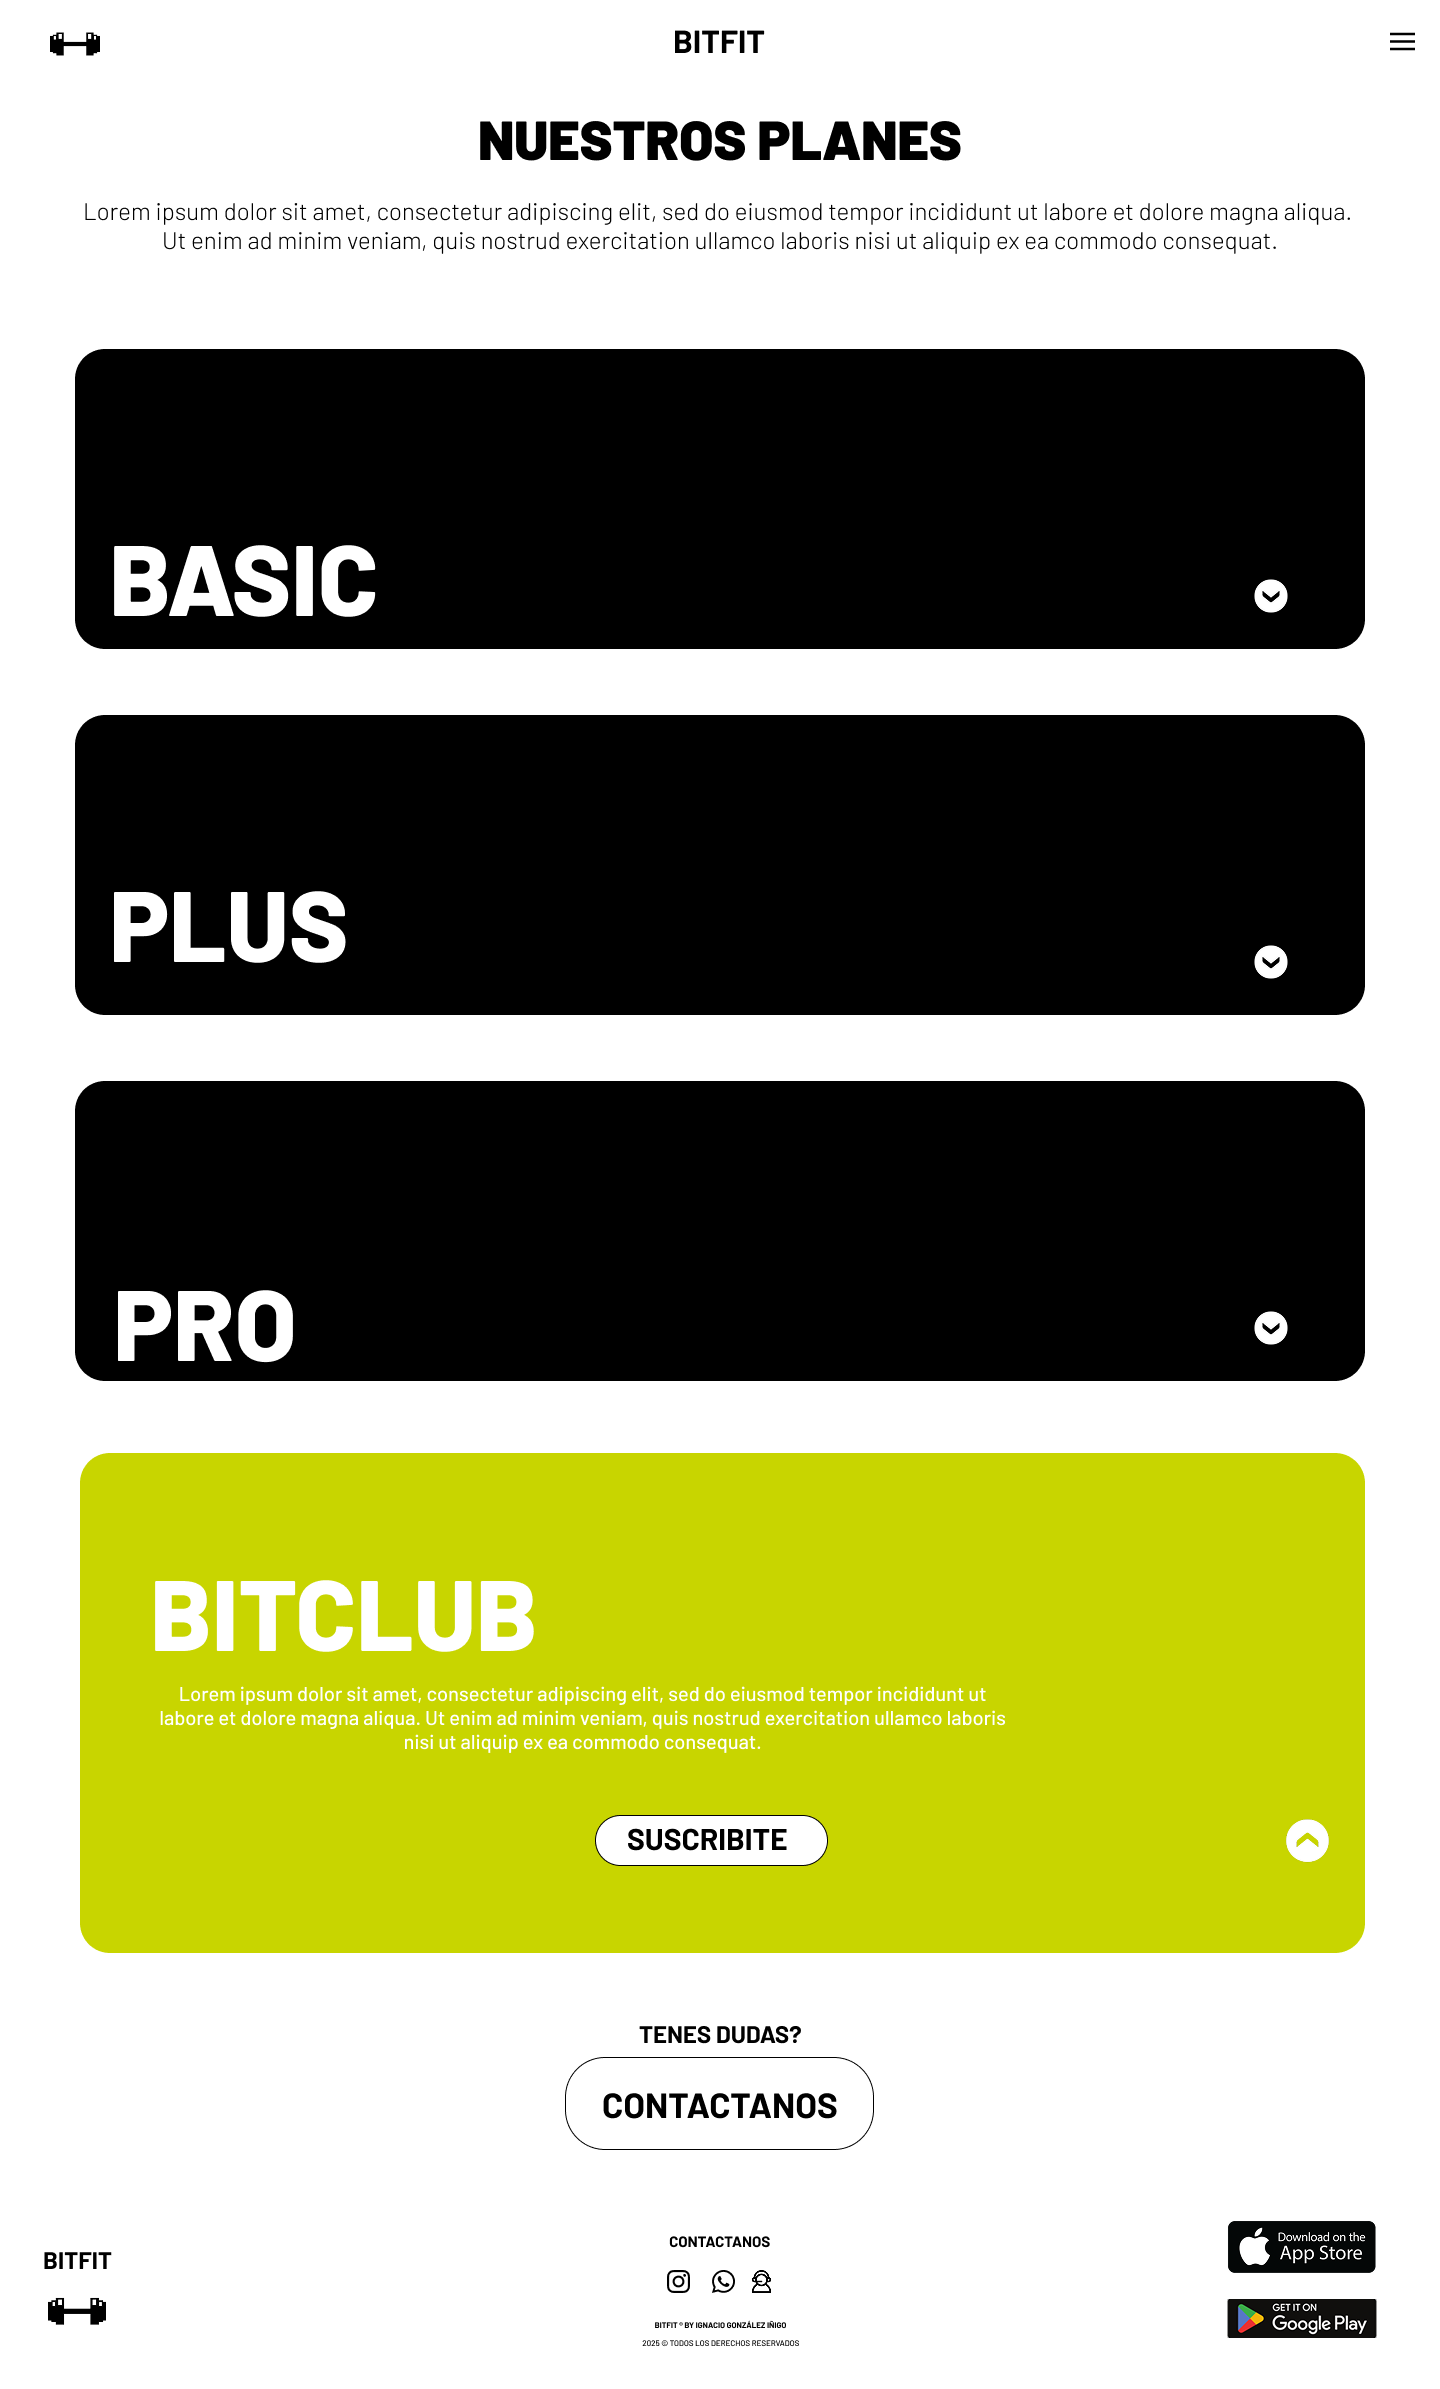 BITFIT
NUESTROS PLANES
Lorem ipsum dolor sit amet, consectetur adipiscing elit, sed do eiusmod tempor incididunt ut labore et dolore magna aliqua.
Ut enim ad minim veniam, quis nostrud exercitation ullamco laboris nisi ut aliquip ex ea commodo consequat.
BASIC
PLUS
PRO
BITCLUB
Lorem ipsum dolor sit amet, consectetur adipiscing elit, sed do eiusmod tempor incididunt ut
labore et dolore magna aliqua. Ut enim ad minim veniam, quis nostrud exercitation ullamco laboris
nisi ut aliquip ex ea commodo consequat.
SUSCRIBITE
TENES DUDAS?
CONTACTANOS
BITFIT
CONTACTANOS
BITFIT ® BY IGNACIO GONZÁLEZ IÑIGO
2025 © TODOS LOS DERECHOS RESERVADOS
Download on the
App Store
GET IT ON
Google Play